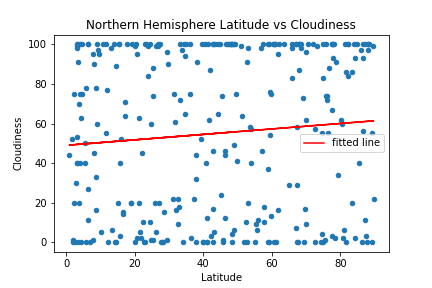 Northern Hemisphere Latitude vs Cloudiness
100
80
60
40
20
0
Cloudiness
fitted line
0 20 40 60 80
Latitude